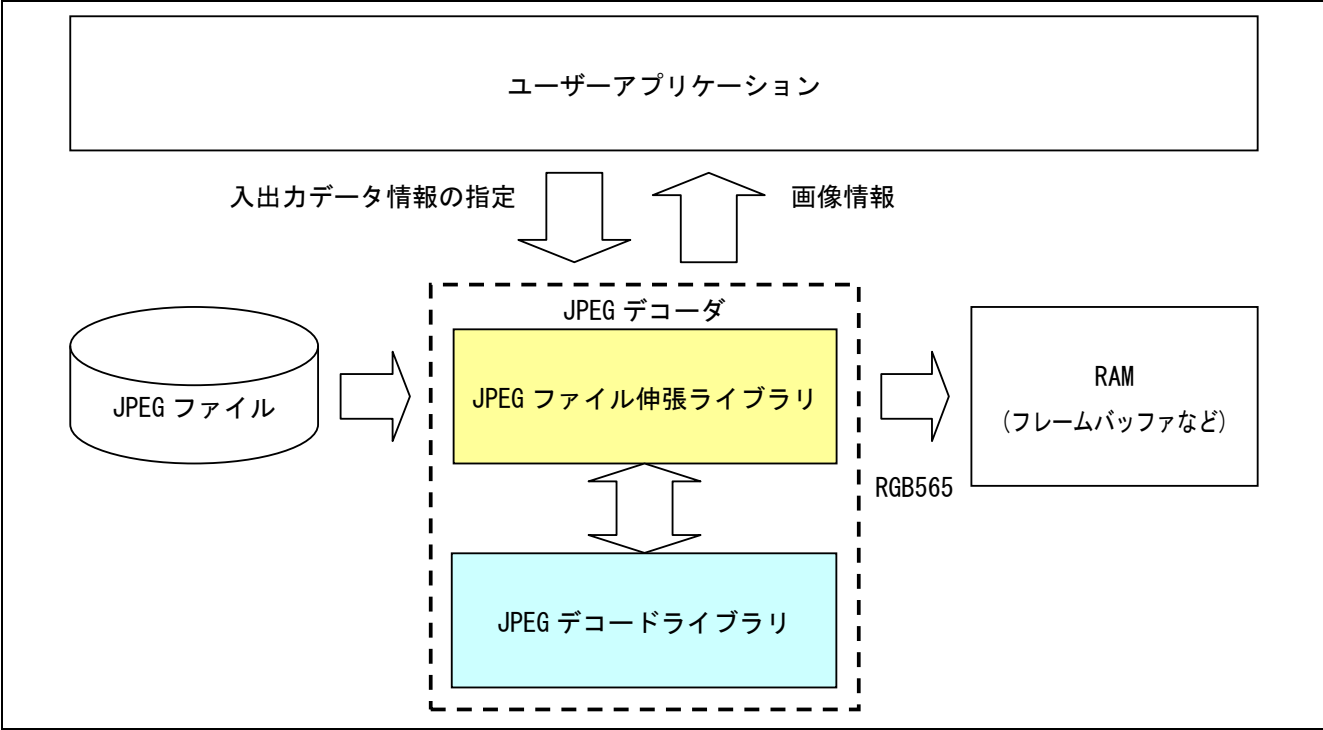 ユーザーアプリケーション
入出力データ情報の指定
画像情報
JPEG デコーダ
JPEG ファイル
JPEG ファイル伸張ライブラリ
RAM
(フレームバッファなど)
RGB565
JPEG デコードライブラリ